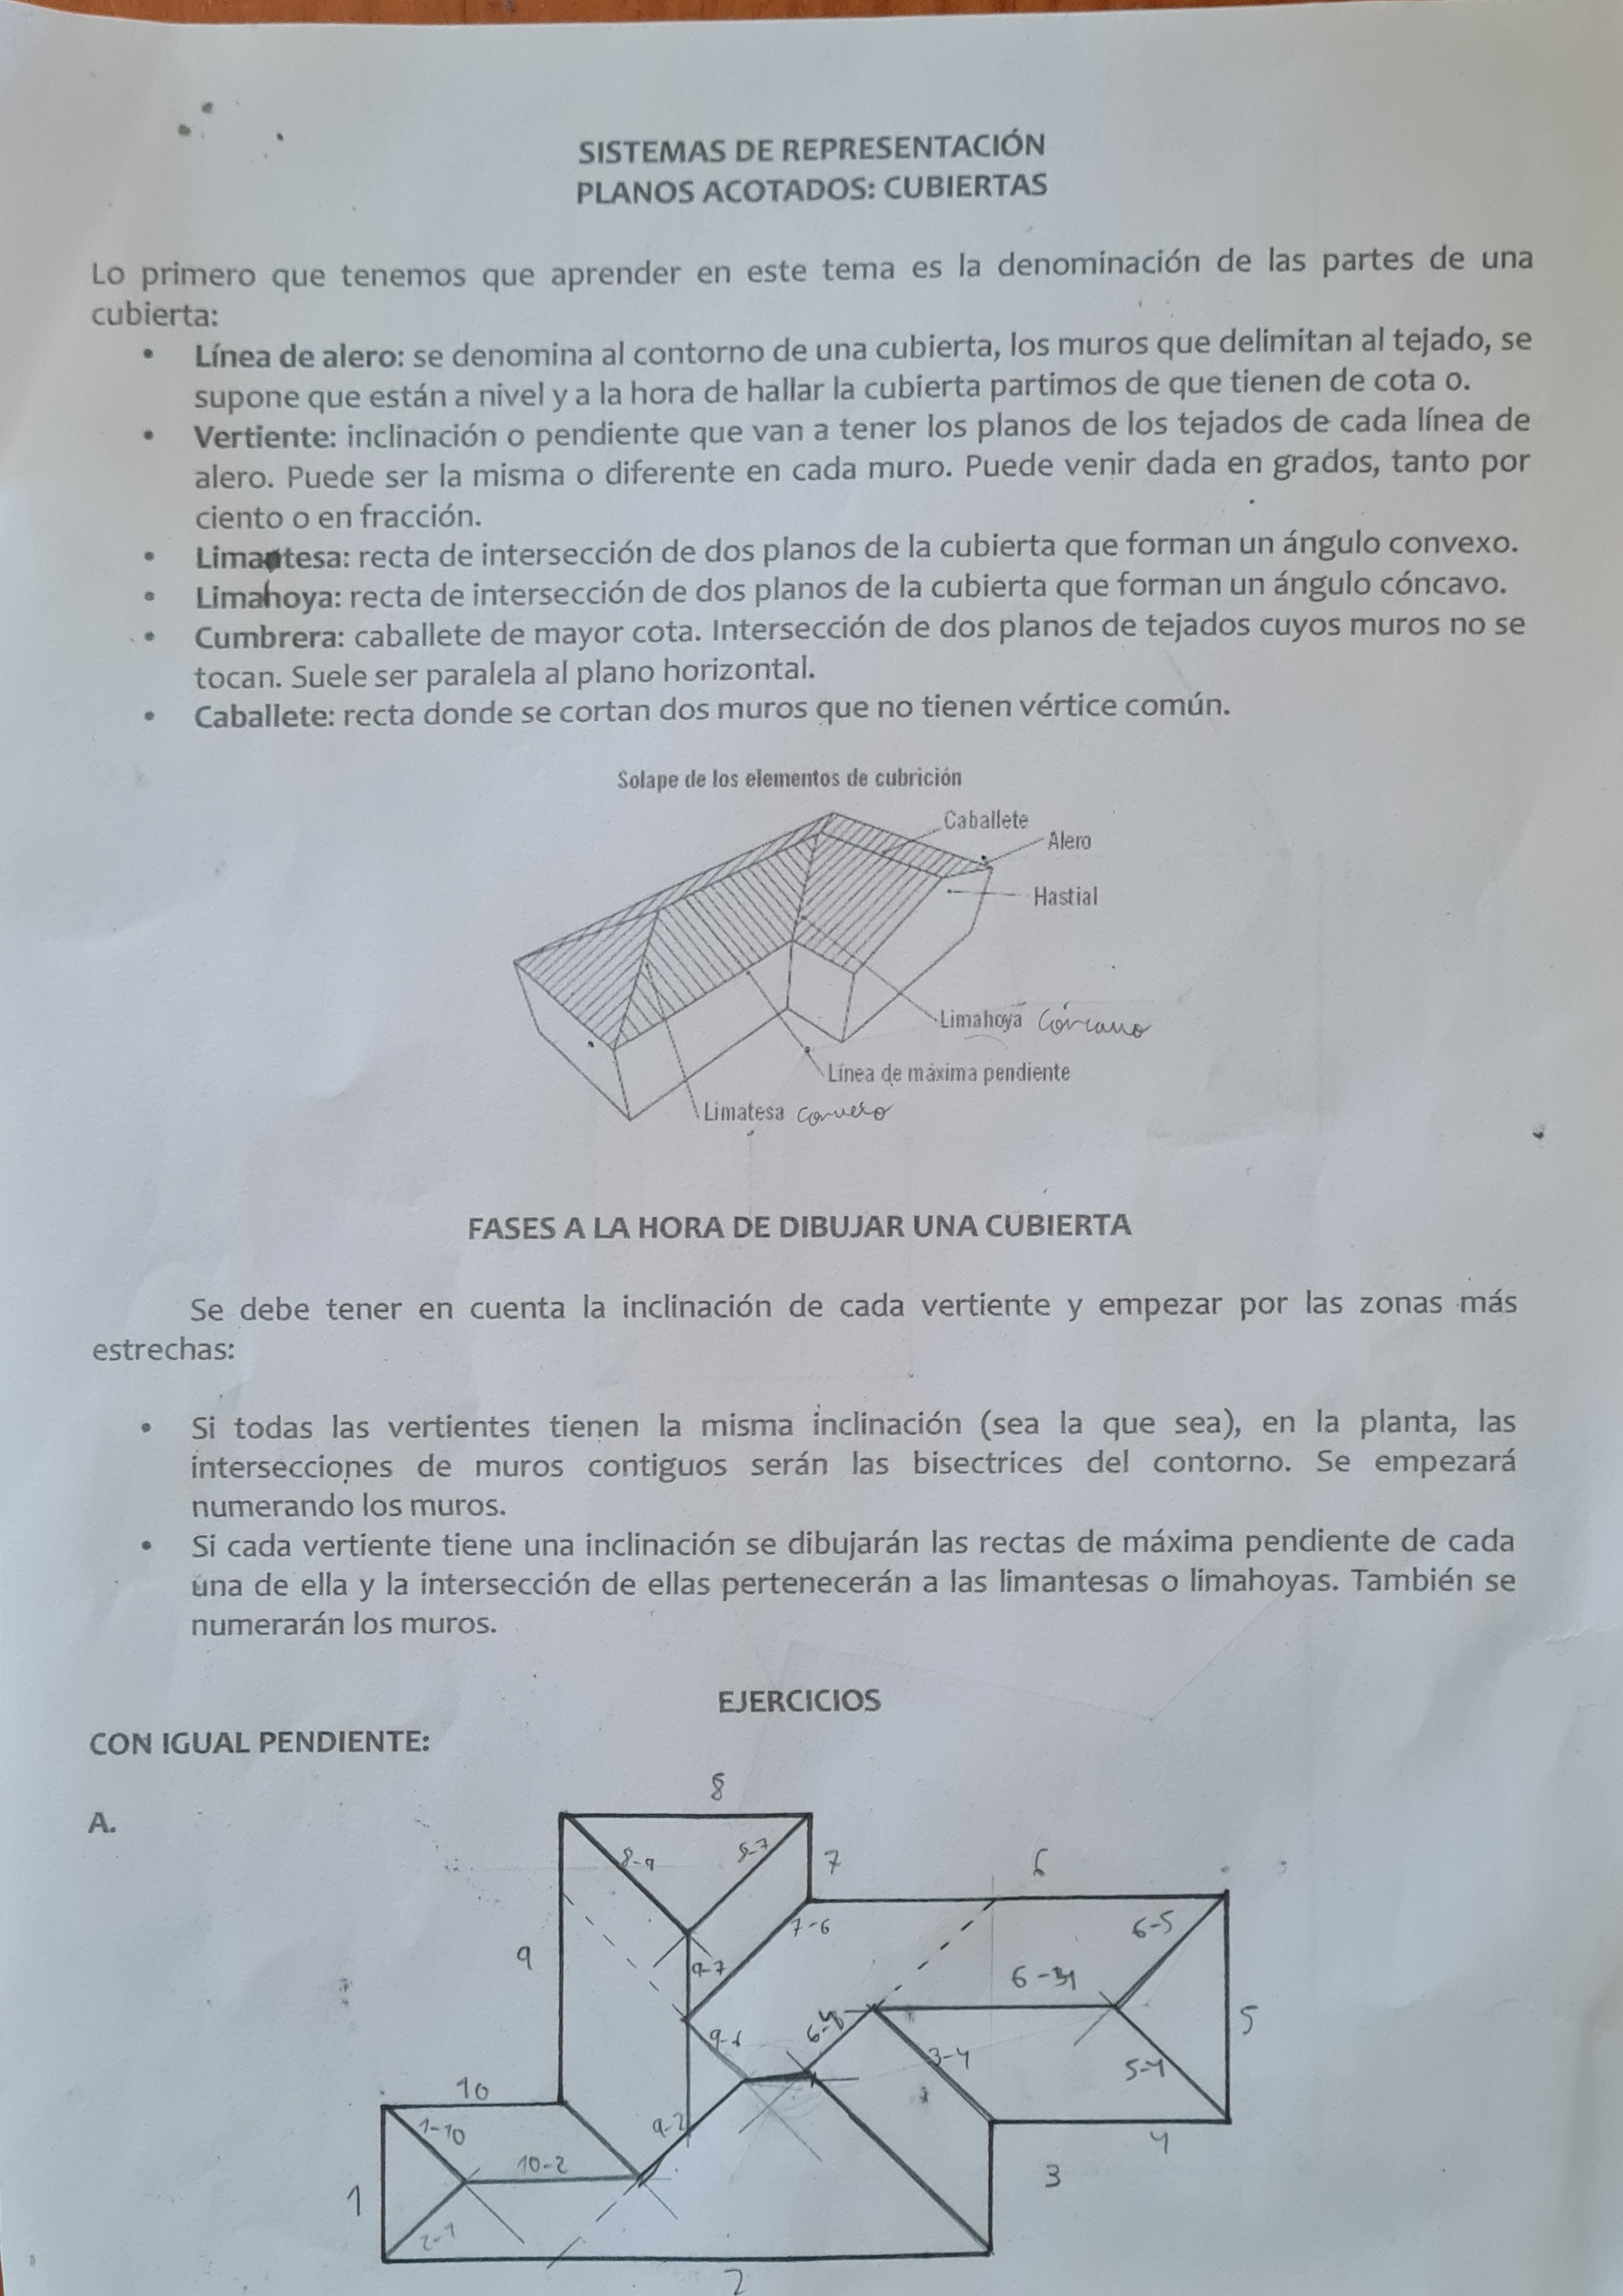 SISTEMAS DE REPRESENTACIÓN
PLANOS ACOTADOS: CUBIERTAS
Lo primero que tenemos que aprender en este tema es la denominación de las partes de una
cubierta:
• Línea de alero: se denomina al contorno de una cubierta, los muros que delimitan al tejado, se
supone que están a nivel y a la hora de hallar la cubierta partimos de que tienen de cota 0.
• Vertiente: inclinación o pendiente que van a tener los planos de los tejados de cada línea de
alero. Puede ser la misma o diferente en cada muro. Puede venir dada en grados, tanto por
ciento o en fracción.
• Limantesa: recta de intersección de dos planos de la cubierta que forman un ángulo convexo.
• Limahoya: recta de intersección de dos planos de la cubierta que forman un ángulo cóncavo.
• Cumbrera: caballete de mayor cota. Intersección de dos planos de tejados cuyos muros no se
tocan. Suele ser paralela al plano horizontal.
• Caballete: recta donde se cortan dos muros que no tienen vértice común.
Solape de los elementos de cubrición
Caballete
Alero
Hastial
Limahoya
Línea de máxima pendiente
Limatesa
FASES A LA HORA DE DIBUJAR UNA CUBIERTA
Se debe tener en cuenta la inclinación de cada vertiente y empezar por las zonas más
estrechas:
• Si todas las vertientes tienen la misma inclinación (sea la que sea), en la planta, las
intersecciones de muros contiguos serán las bisectrices del contorno. Se empezará
numerando los muros.
• Si cada vertiente tiene una inclinación se dibujarán las rectas de máxima pendiente de cada
una de ella y la intersección de ellas pertenecerán a las limantesas o limahoyas. También se
numerarán los muros.
EJERCICIOS
CON IGUAL PENDIENTE:
8
A.
8-9
8-7
7
6
7-6
6-5
9
9-7
5
3-4
5-4
10
1-10
9-2
4
10-2
3
1
2-1
2